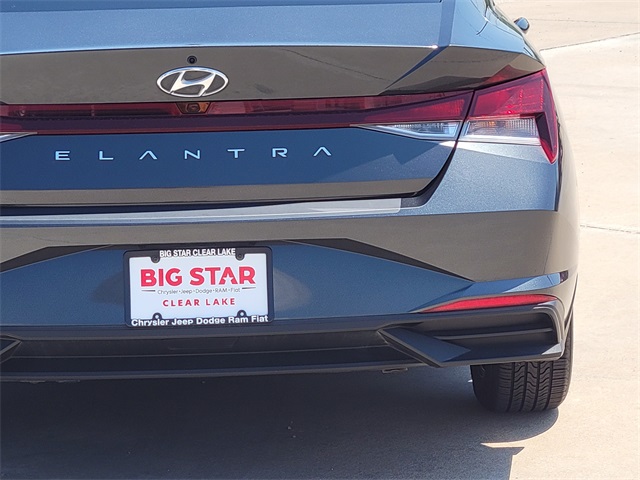 ELANTRA
BIG STAR CLEAR LAKE
BIG STAR
Chrysler•Jeep•Dodge•RAM•Fiat
CLEAR LAKE
Chrysler Jeep Dodge Ram Fiat